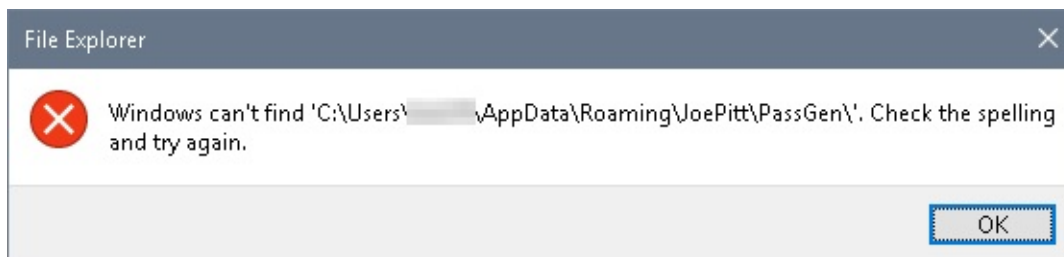 File Explorer
Windows can't find 'C:\Users\ \AppData\Roaming\JoePitt\PassGen\'. Check the spelling
and try again.
OK